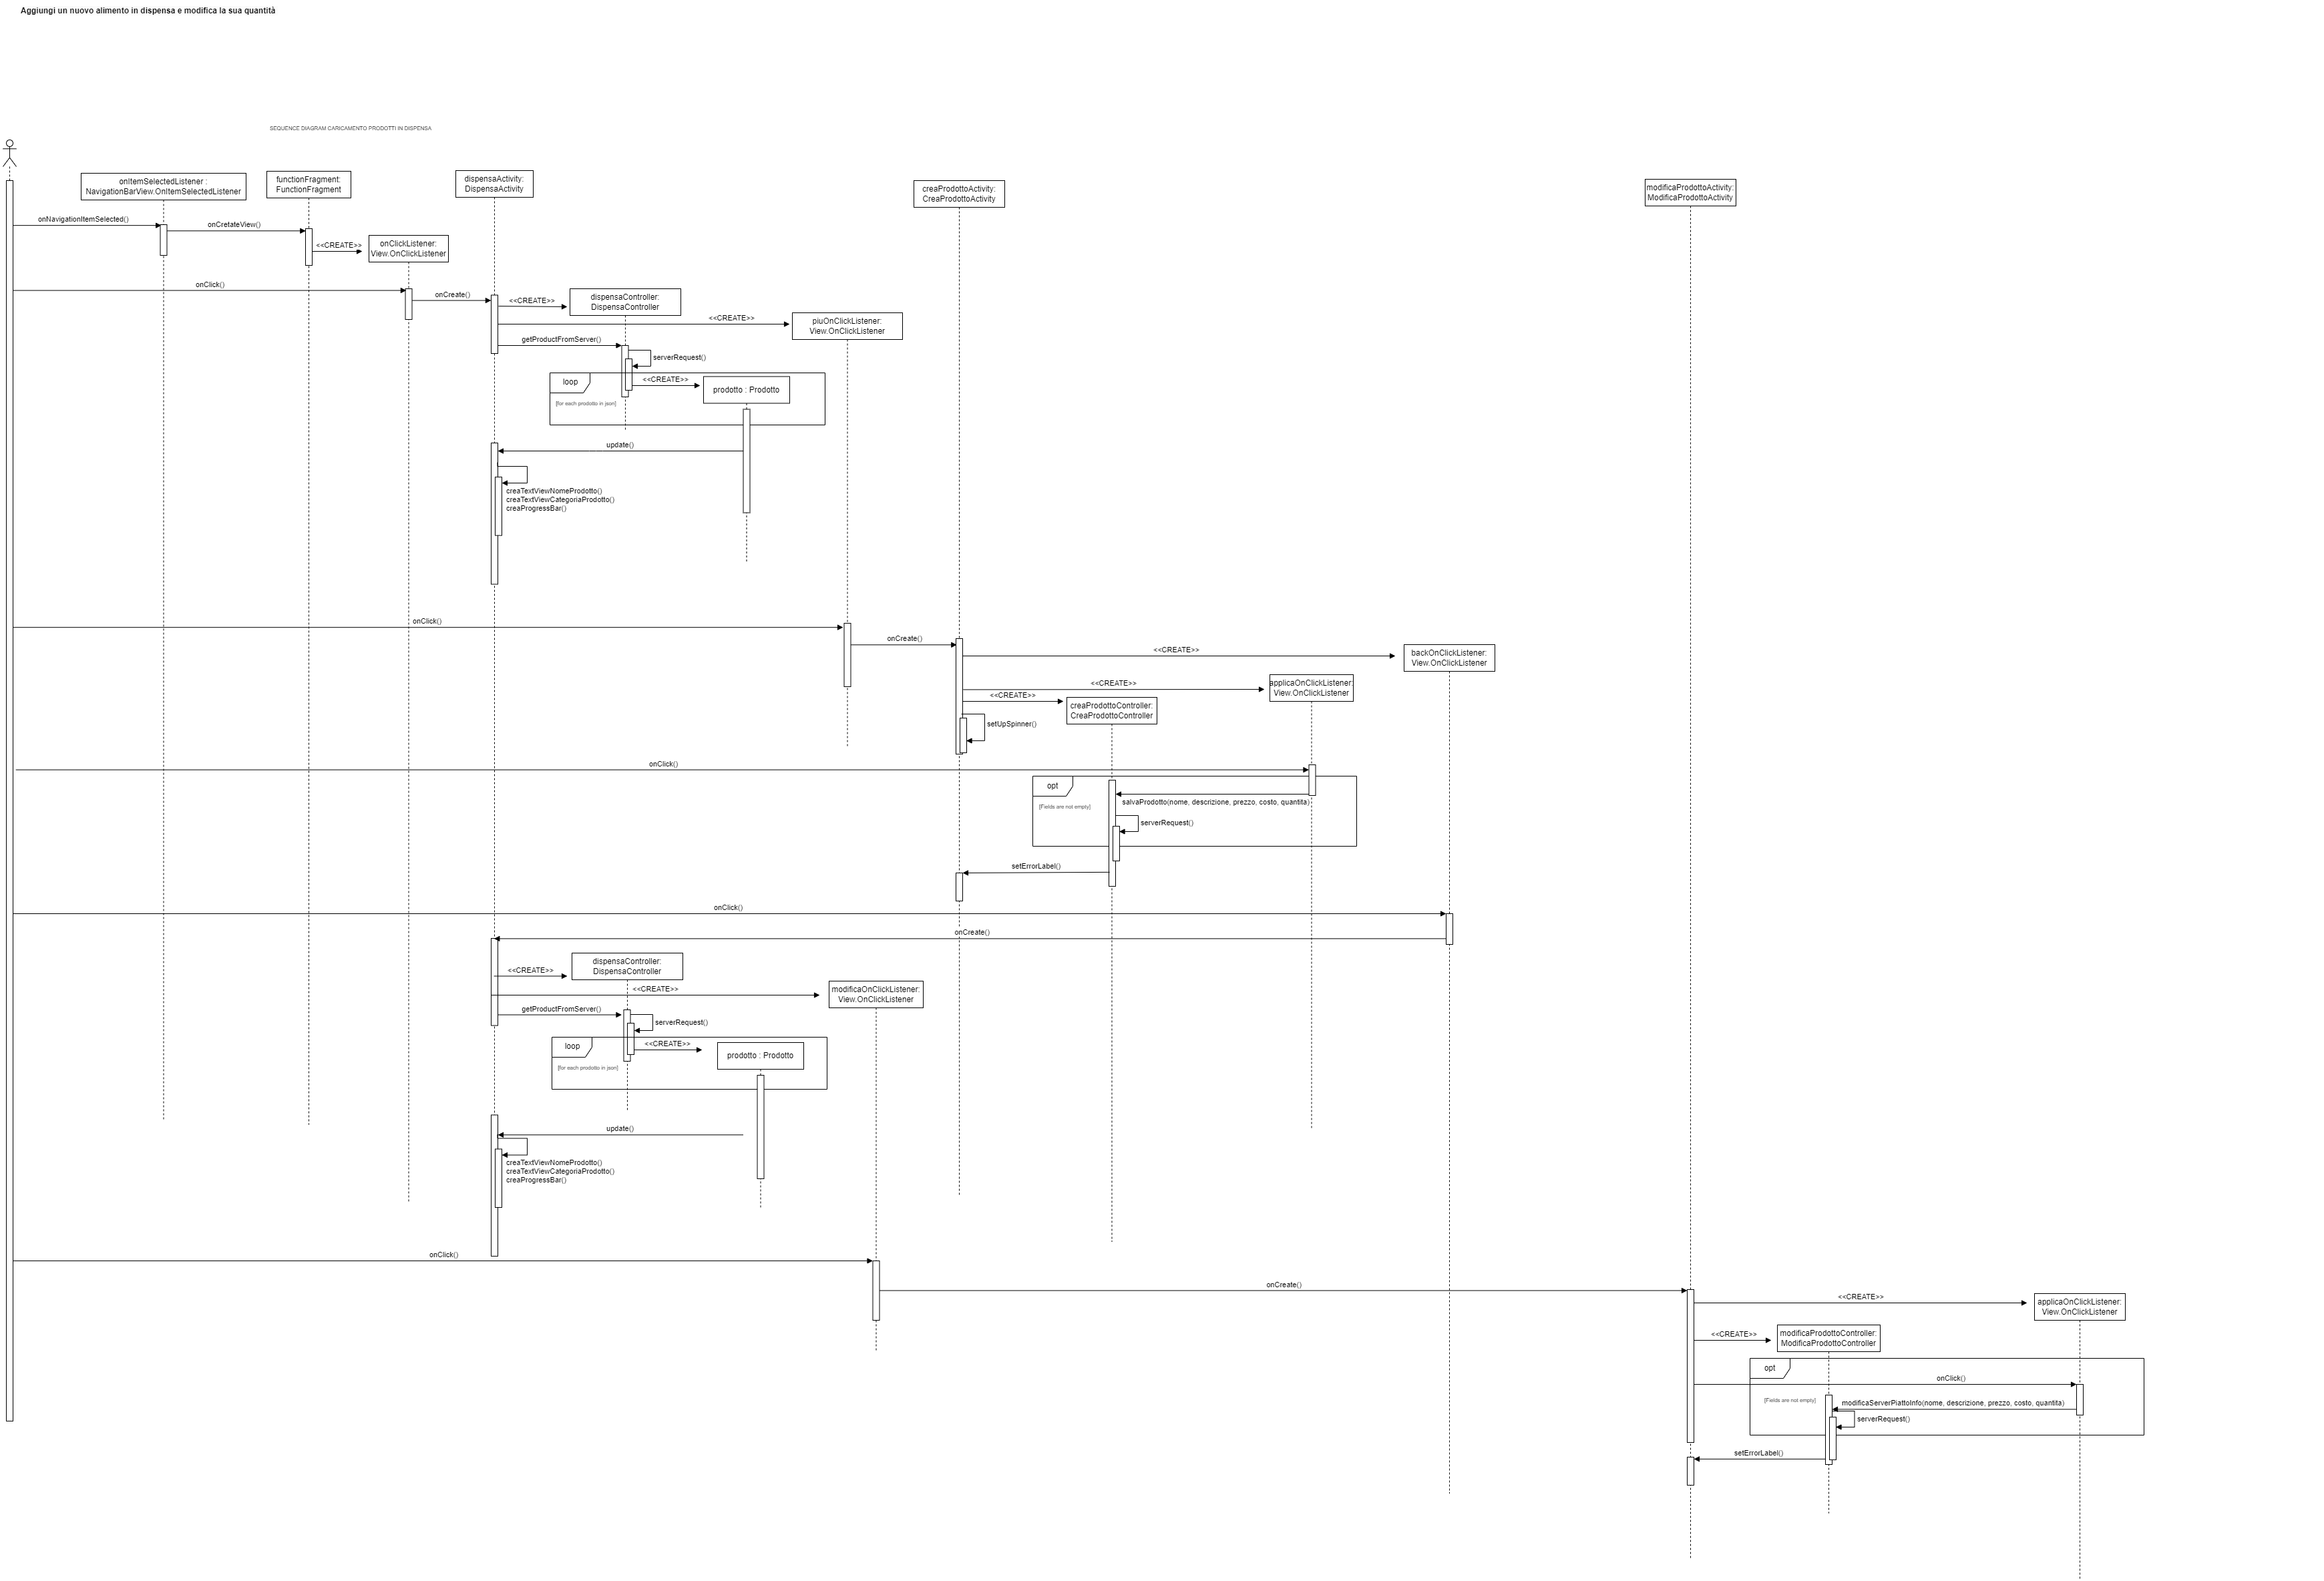 Aggiungi un nuovo alimento in dispensa e modifica la sua quantità
SEQUENCE DIAGRAM CARICAMENTO PRODOTTI IN DISPENSA
onItemSelectedListener :
NavigationBarView.OnItemSelectedListener
functionFragment:
FunctionFragment
dispensaActivity:
DispensaActivity
creaProdottoActivity:
CreaProdottoActivity
modificaProdottoActivity:
ModificaProdottoActivity
onNavigationItemSelected()
onCretateView()
<<CREATE>>
onClickListener:
View.OnClickListener
onClick()
onCreate()
<<CREATE>>
dispensaController:
DispensaController
<<CREATE>>
piuOnClickListener:
View.OnClickListener
getProductFromServer()
serverRequest()
loop
[for each prodotto in json]
<<CREATE>>
prodotto : Prodotto
update()
creaTextViewNomeProdotto()
creaTextViewCategoriaProdotto()
creaProgressBar()
onClick()
onCreate()
<<CREATE>>
backOnClickListener:
View.OnClickListener
<<CREATE>>
applicaOnClickListener:
View.OnClickListener
<<CREATE>>
creaProdottoController:
CreaProdottoController
setUpSpinner()
onClick()
opt
[Fields are not empty]
salvaProdotto(nome, descrizione, prezzo, costo, quantita)
serverRequest()
setErrorLabel()
onClick()
onCreate()
<<CREATE>>
dispensaController:
DispensaController
<<CREATE>>
modificaOnClickListener:
View.OnClickListener
getProductFromServer()
serverRequest()
loop
[for each prodotto in json]
<<CREATE>>
prodotto : Prodotto
update()
creaTextViewNomeProdotto()
creaTextViewCategoriaProdotto()
creaProgressBar()
onClick()
onCreate()
<<CREATE>>
applicaOnClickListener:
View.OnClickListener
<<CREATE>>
modificaProdottoController:
ModificaProdottoController
opt
[Fields are not empty]
onClick()
modificaServerPiattoInfo(nome, descrizione, prezzo, costo, quantita)
serverRequest()
setErrorLabel()